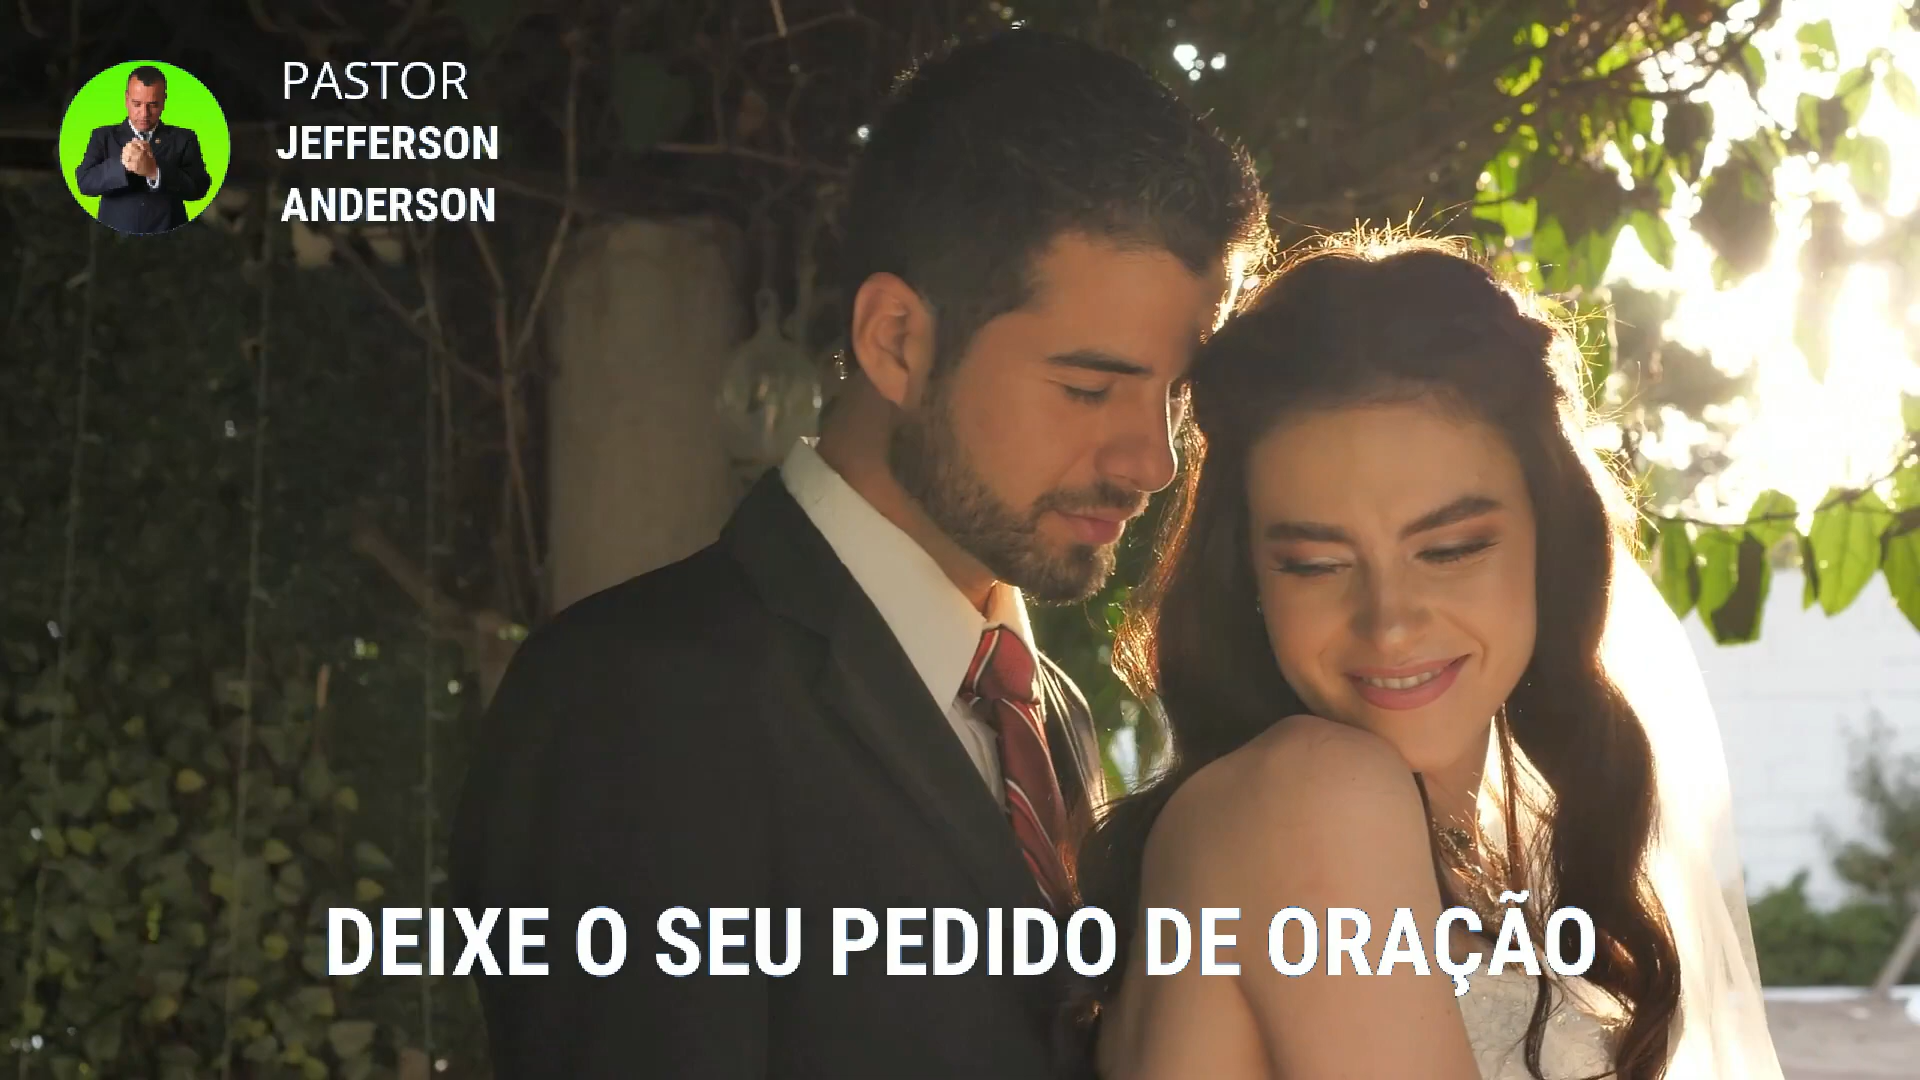 PASTOR
JEFFERSON
ANDERSON
DEIXE O SEU PEDIDO DE ORAÇÃO